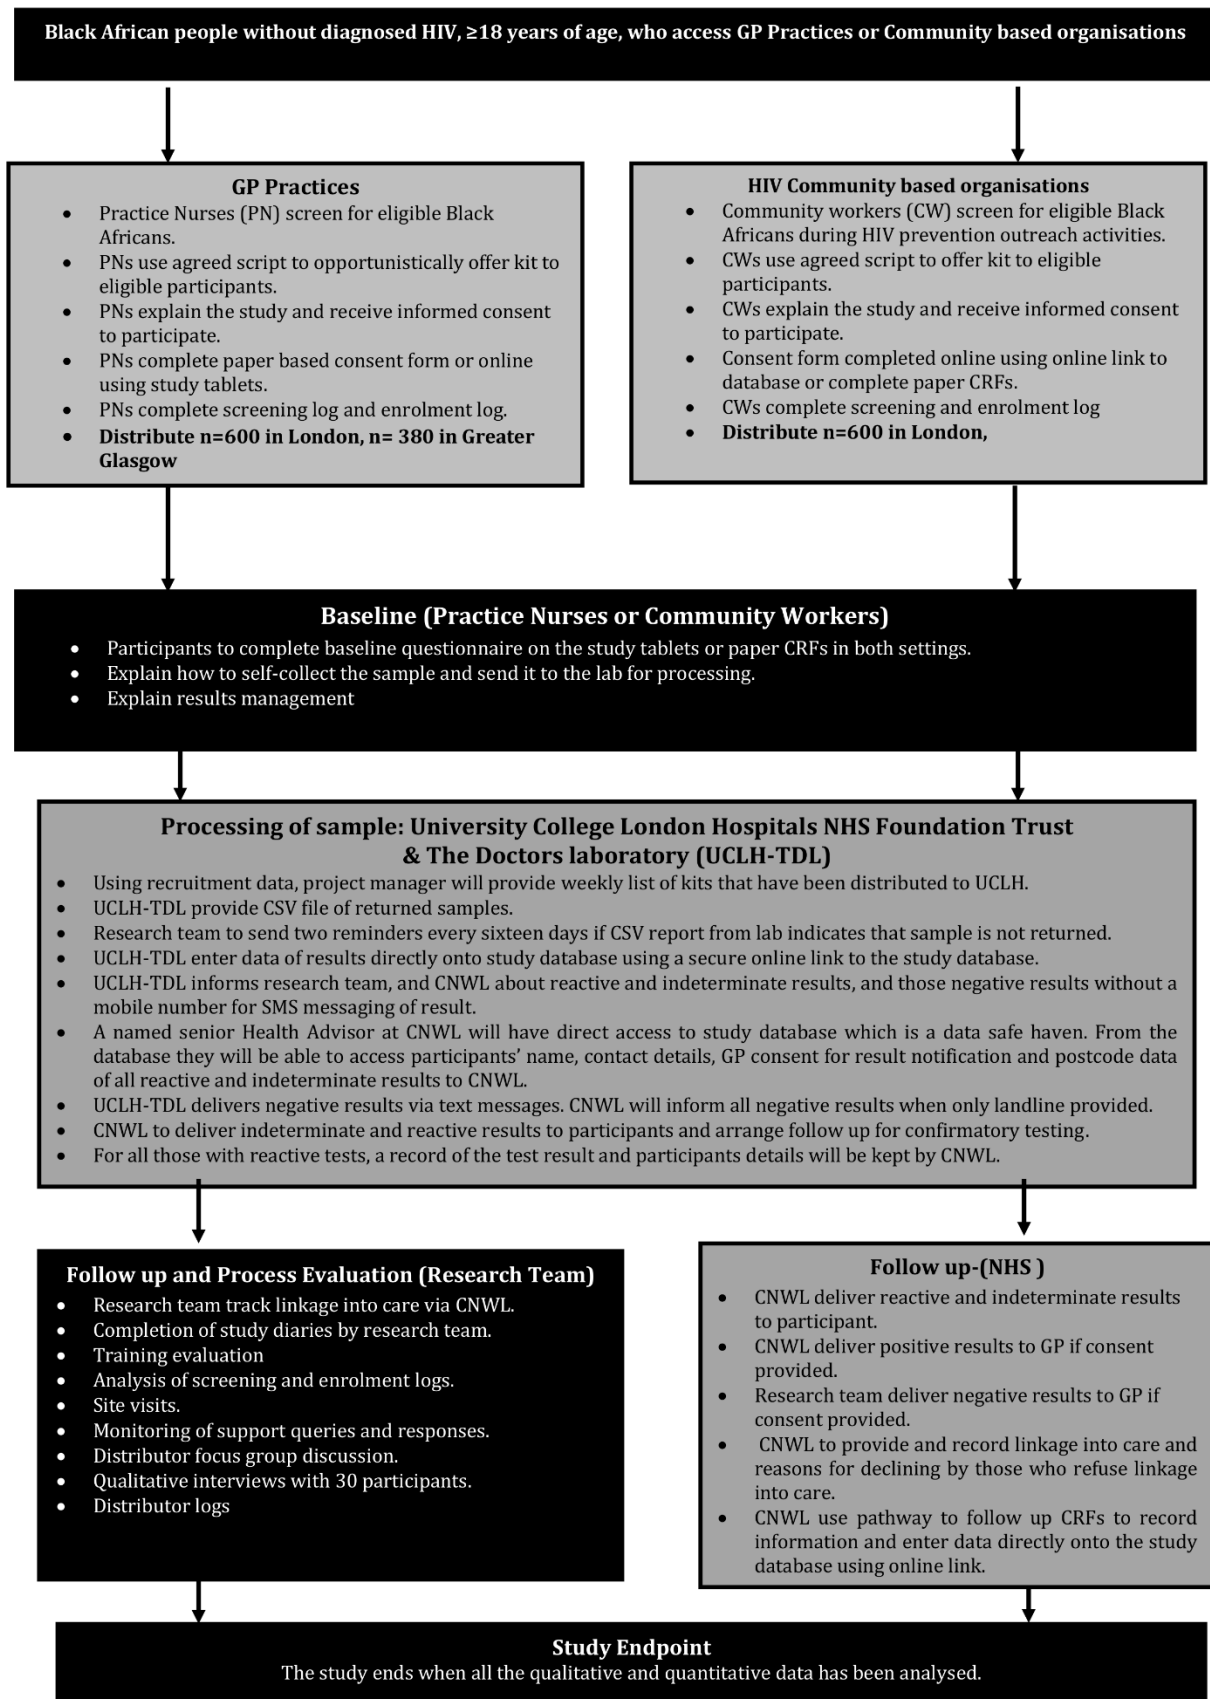 Black African people without diagnosed HIV, ≥18 years of age, who access GP Practices or Community based organisations
GP Practices
• Practice Nurses (PN) screen for eligible Black
Africans.
• PNs use agreed script to opportunistically offer kit to
eligible participants.
• PNs explain the study and receive informed consent
to participate.
• PNs complete paper based consent form or online
using study tablets.
• PNs complete screening log and enrolment log.
• Distribute n=600 in London, n= 380 in Greater
Glasgow
HIV Community based organisations
• Community workers (CW) screen for eligible Black
Africans during HIV prevention outreach activities.
• CWs use agreed script to offer kit to eligible
participants.
• CWs explain the study and receive informed consent
to participate.
• Consent form completed online using online link to
database or complete paper CRFs.
• CWs complete screening and enrolment log
• Distribute n=600 in London,
Baseline (Practice Nurses or Community Workers)
• Participants to complete baseline questionnaire on the study tablets or paper CRFs in both settings.
• Explain how to self-collect the sample and send it to the lab for processing.
• Explain results management
Processing of sample: University College London Hospitals NHS Foundation Trust
& The Doctors laboratory (UCLH-TDL)
• Using recruitment data, project manager will provide weekly list of kits that have been distributed to UCLH.
• UCLH-TDL provide CSV file of returned samples.
• Research team to send two reminders every sixteen days if CSV report from lab indicates that sample is not returned.
• UCLH-TDL enter data of results directly onto study database using a secure online link to the study database.
• UCLH-TDL informs research team, and CNWL about reactive and indeterminate results, and those negative results without a
mobile number for SMS messaging of result.
• A named senior Health Advisor at CNWL will have direct access to study database which is a data safe haven. From the
database they will be able to access participants’ name, contact details, GP consent for result notification and postcode data
of all reactive and indeterminate results to CNWL.
• UCLH-TDL delivers negative results via text messages. CNWL will inform all negative results when only landline provided.
• CNWL to deliver indeterminate and reactive results to participants and arrange follow up for confirmatory testing.
• For all those with reactive tests, a record of the test result and participants details will be kept by CNWL.
Follow up and Process Evaluation (Research Team)
• Research team track linkage into care via CNWL.
• Completion of study diaries by research team.
• Training evaluation
• Analysis of screening and enrolment logs.
• Site visits.
• Monitoring of support queries and responses.
• Distributor focus group discussion.
• Qualitative interviews with 30 participants.
• Distributor logs
Follow up-(NHS )
• CNWL deliver reactive and indeterminate results
to participant.
• CNWL deliver positive results to GP if consent
provided.
• Research team deliver negative results to GP if
consent provided.
• CNWL to provide and record linkage into care and
reasons for declining by those who refuse linkage
into care.
• CNWL use pathway to follow up CRFs to record
information and enter data directly onto the study
database using online link.
Study Endpoint
The study ends when all the qualitative and quantitative data has been analysed.